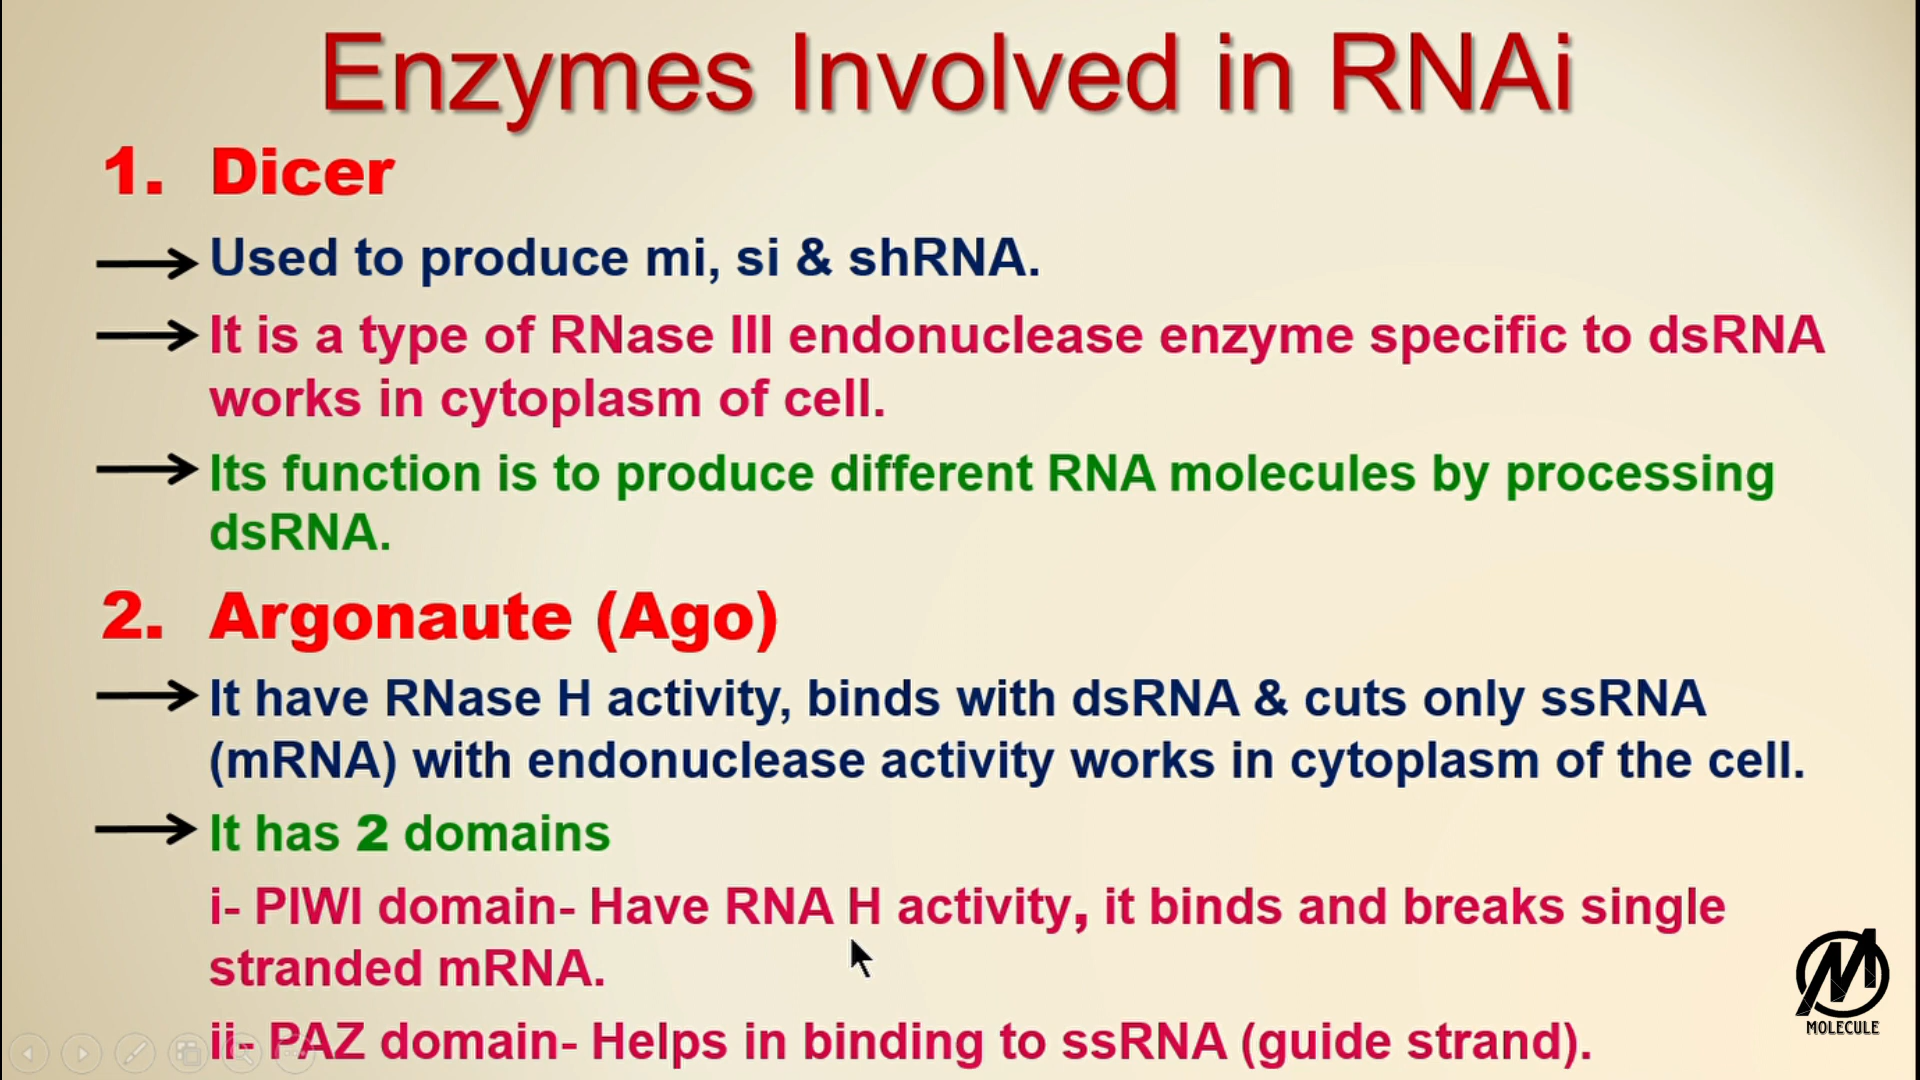 Enzymes Involved in RNAi
1. Dicer
Used to produce mi, si & shRNA.
It is a type of RNase III endonuclease enzyme specific to dsRNA
works in cytoplasm of cell.
Its function is to produce different RNA molecules by processing
dsRNA.
2. Argonaute (Ago)
It have RNase H activity, binds with dsRNA & cuts only ssRNA
(mRNA) with endonuclease activity works in cytoplasm of the cell.
It has 2 domains
i- PIWI domain- Have RNA H activity, it binds and breaks single
stranded mRNA.
ii- PAZ domain- Helps in binding to ssRNA (guide strand).
M
MOLECULE